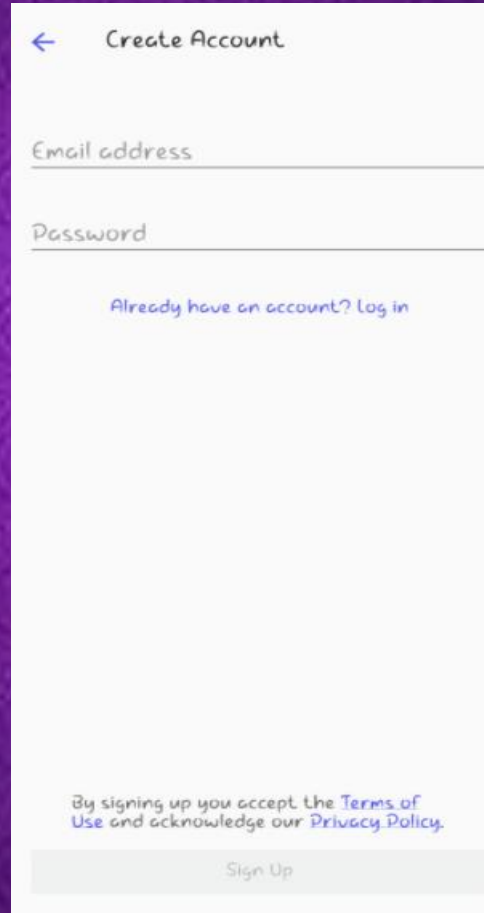 Create Account
Email address
Password
Already have an account? Log in
By signing up you accept the Terms of
Use and acknowledge our Privacy Policy.
Sign Up